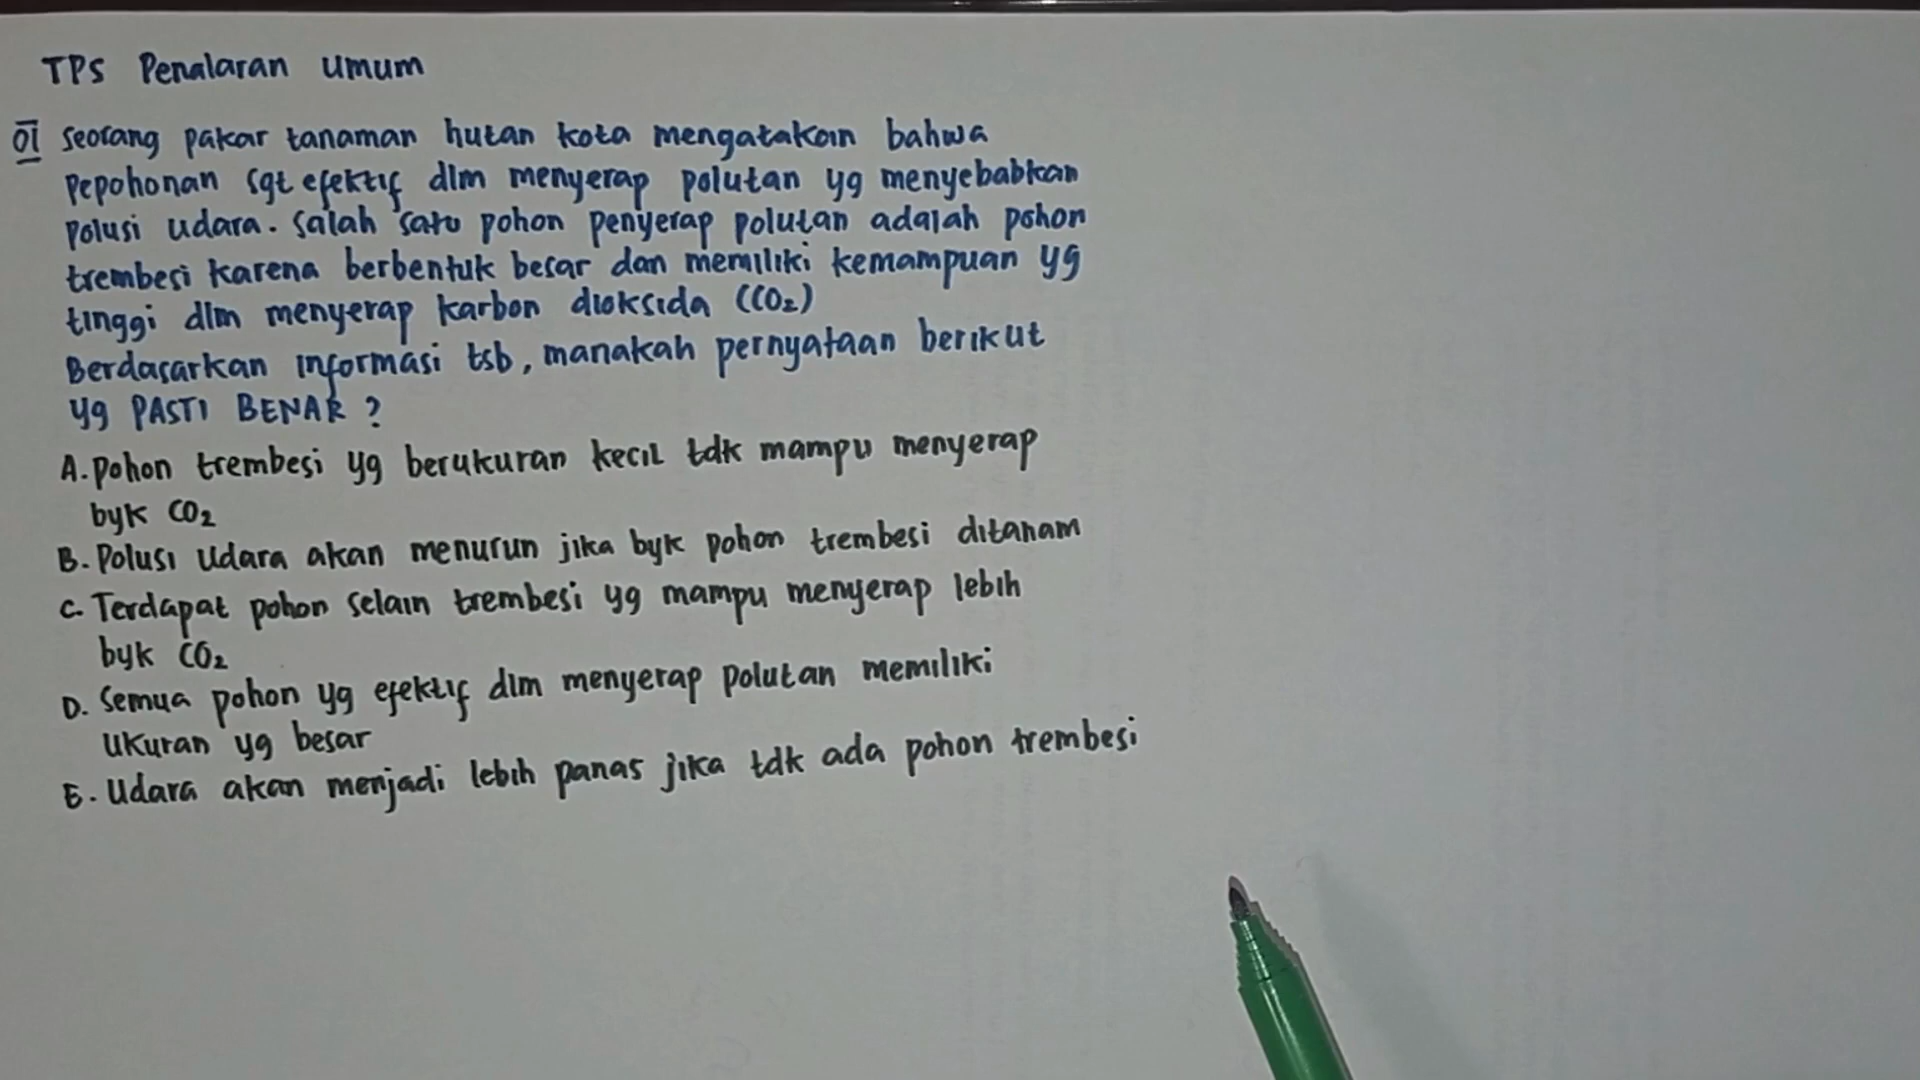 TPS Penalaran Umum
01 Seorang pakar tanaman hutan kota mengatakan bahwa
Pepohonan sgt efektif dlm menyerap polutan yg menyebabkan
polusi udara. Salah satu pohon penyerap polutan adalah pohon
trembesi karena berbentuk besar dan memiliki kemampuan yg
tinggi dlm menyerap karbon dioksida (CO₂)
Berdasarkan informasi tsb, manakah pernyataan berikut
yg PASTI BENAR ?
A. Pohon trembesi yg berukuran kecil tdk mampu menyerap
byk CO₂
B. Polusi Udara akan menurun jika byk pohon trembesi ditanam
C. Terdapat pohon selain trembesi yg mampu menyerap lebih
byk CO₂
D. Semua pohon yg efektif dlm menyerap polutan memiliki
ukuran yg besar
E. Udara akan menjadi lebih panas jika tdk ada pohon trembesi